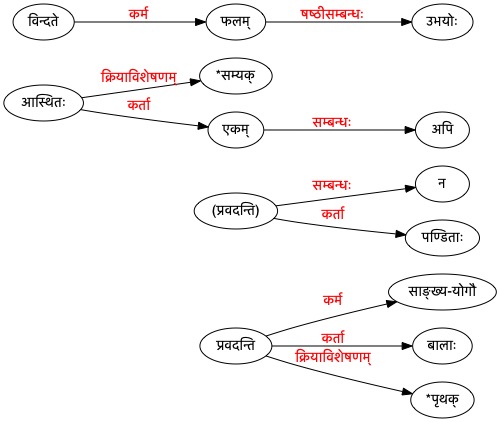 विन्दते कर्म फलम् षष्ठीसम्बन्धः उभयोः
आस्थितः क्रियाविशेषणम् *सम्यक्
कर्ता एकम् सम्बन्धः अपि
(प्रवदन्ति) सम्बन्धः न
कर्ता पण्डिताः
प्रवदन्ति कर्म साङ्ख्य-योगौ
कर्ता बालाः
क्रियाविशेषणम् *पृथक्